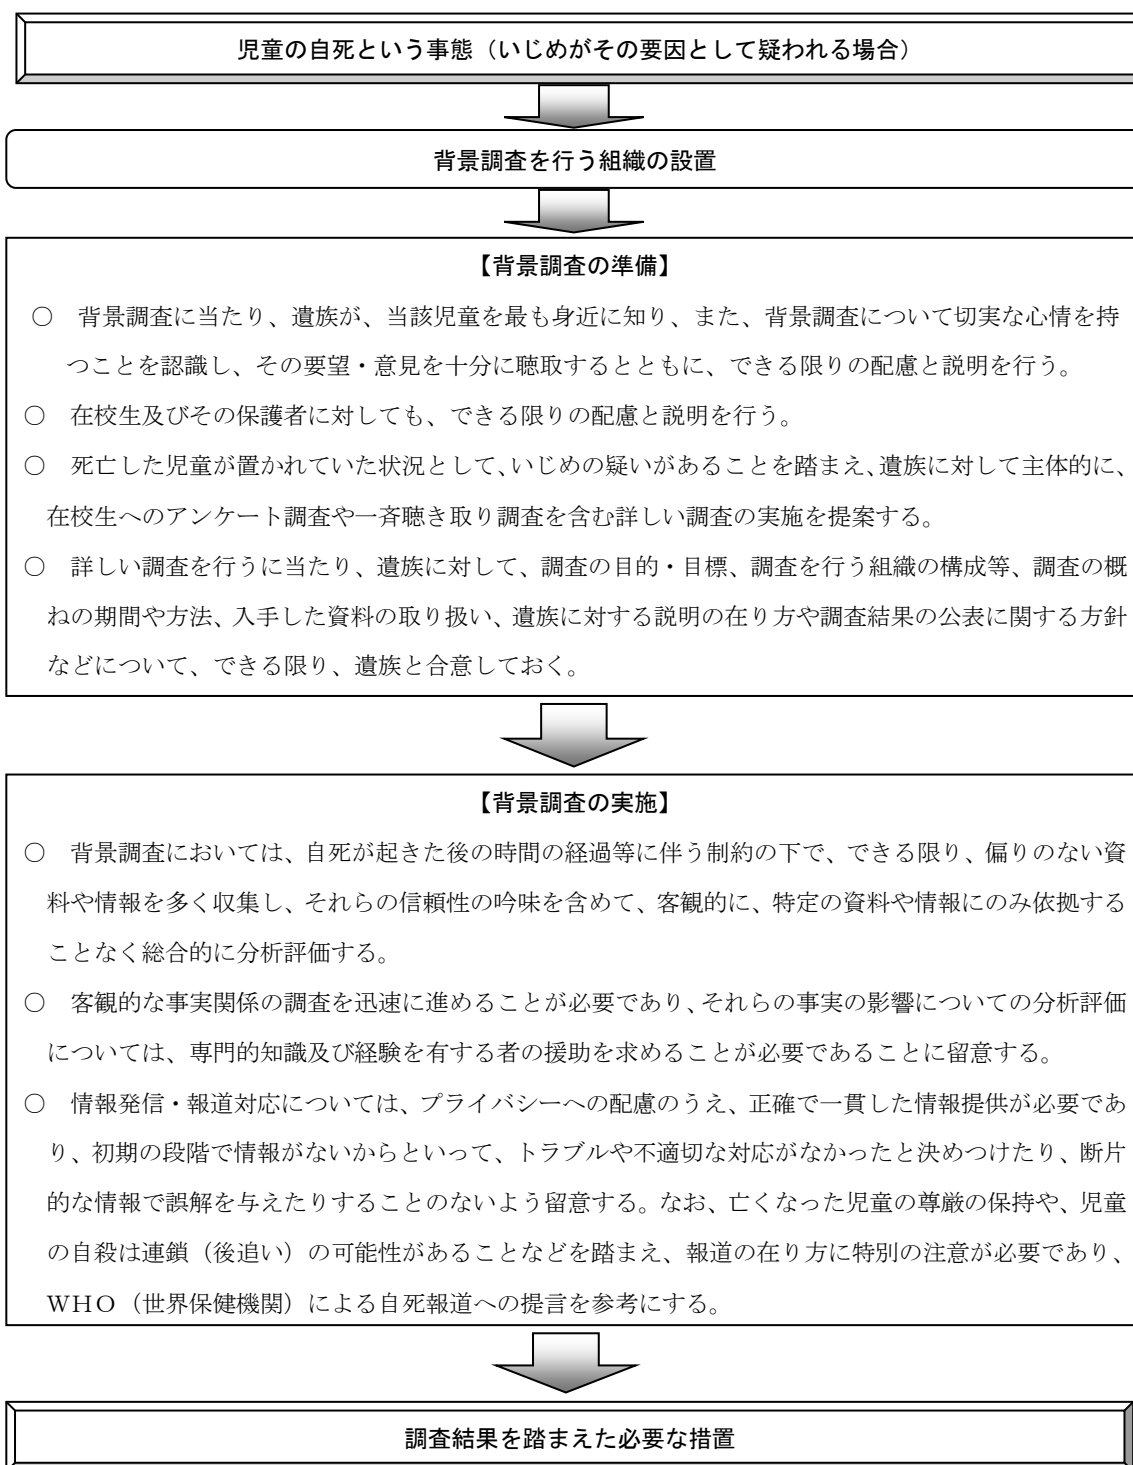 児童の自死という事態（いじめがその要因として疑われる場合）
背景調査を行う組織の設置
【背景調査の準備】
○　背景調査に当たり、遺族が、当該児童を最も身近に知り、また、背景調査について切実な心情を持
つことを認識し、その要望・意見を十分に聴取するとともに、できる限りの配慮と説明を行う。
○　在校生及びその保護者に対しても、できる限りの配慮と説明を行う。
○　死亡した児童が置かれていた状況として、いじめの疑いがあることを踏まえ、遺族に対して主体的に、
在校生へのアンケート調査や一斉聴き取り調査を含む詳しい調査の実施を提案する。
○　詳しい調査を行うに当たり、遺族に対して、調査の目的・目標、調査を行う組織の構成等、調査の概
ねの期間や方法、入手した資料の取り扱い、遺族に対する説明の在り方や調査結果の公表に関する方針
などについて、できる限り、遺族と合意しておく。
【背景調査の実施】
○　背景調査においては、自死が起きた後の時間の経過等に伴う制約の下で、できる限り、偏りのない資
料や情報を多く収集し、それらの信頼性の吟味を含めて、客観的に、特定の資料や情報にのみ依拠する
ことなく総合的に分析評価する。
○　客観的な事実関係の調査を迅速に進めることが必要であり、それらの事実の影響についての分析評価
については、専門的知識及び経験を有する者の援助を求めることが必要であることに留意する。
○　情報発信・報道対応については、プライバシーへの配慮のうえ、正確で一貫した情報提供が必要であ
り、初期の段階で情報がないからといって、トラブルや不適切な対応がなかったと決めつけたり、断片
的な情報で誤解を与えたりすることのないよう留意する。なお、亡くなった児童の尊厳の保持や、児童
の自殺は連鎖（後追い）の可能性があることなどを踏まえ、報道の在り方に特別の注意が必要であり、
ＷＨＯ（世界保健機関）による自死報道への提言を参考にする。
調査結果を踏まえた必要な措置